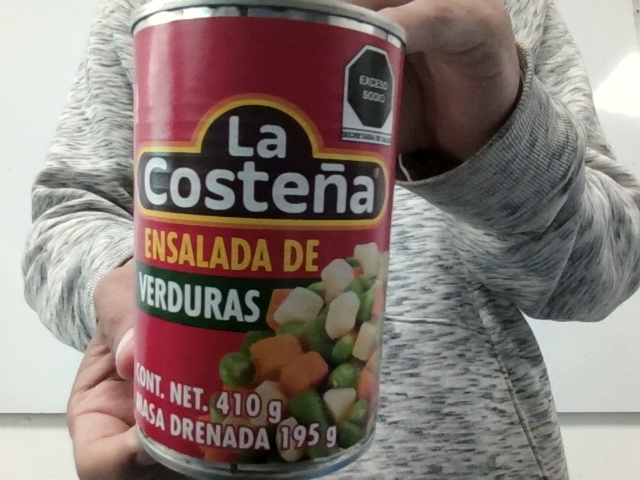 EXCESO
SODIO
La
Costeña
ENSALADA DE
VERDURAS
CONT. NET. 410 g
MASA DRENADA 195 g